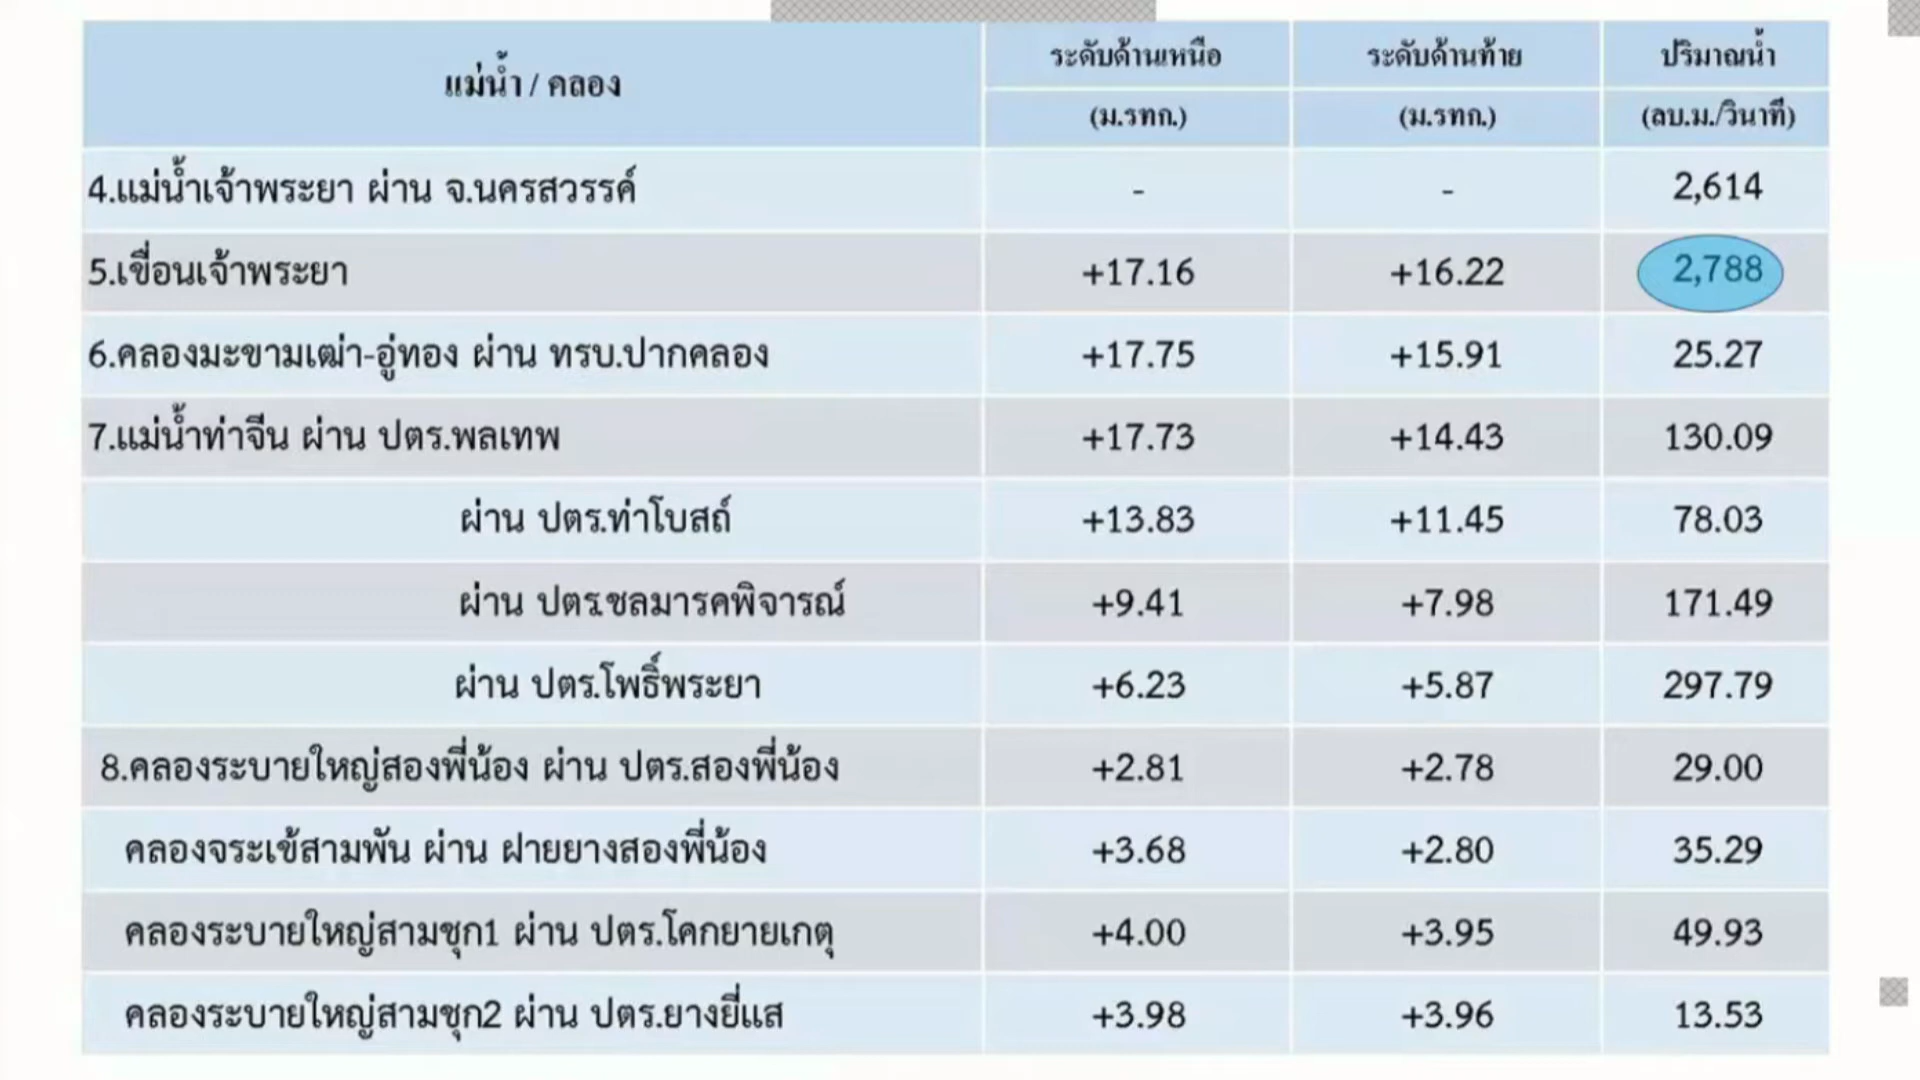 แม่น้ำ / คลอง ระดับด้านเหนือ ระดับด้านท้าย ปริมาณน้ำ
(ม.รทก.) (ม.รทก.) (ลบ.ม./วินาที)
4.แม่น้ำเจ้าพระยา ผ่าน จ.นครสวรรค์ - - 2,614
5.เขื่อนเจ้าพระยา +17.16 +16.22 2,788
6.คลองมะขามเฒ่า-อู่ทอง ผ่าน ทรบ.ปากคลอง +17.75 +15.91 25.27
7.แม่น้ำท่าจีน ผ่าน ปตร.พลเทพ +17.73 +14.43 130.09
ผ่าน ปตร.ท่าโบสถ์ +13.83 +11.45 78.03
ผ่าน ปตร.ชลมารคพิจารณ์ +9.41 +7.98 171.49
ผ่าน ปตร.โพธิ์พระยา +6.23 +5.87 297.79
8.คลองระบายใหญ่สองพี่น้อง ผ่าน ปตร.สองพี่น้อง +2.81 +2.78 29.00
คลองจระเข้สามพัน ผ่าน ฝายยางสองพี่น้อง +3.68 +2.80 35.29
คลองระบายใหญ่สามชุก1 ผ่าน ปตร.โคกยายเกตุ +4.00 +3.95 49.93
คลองระบายใหญ่สามชุก2 ผ่าน ปตร.ยางยี่แส +3.98 +3.96 13.53